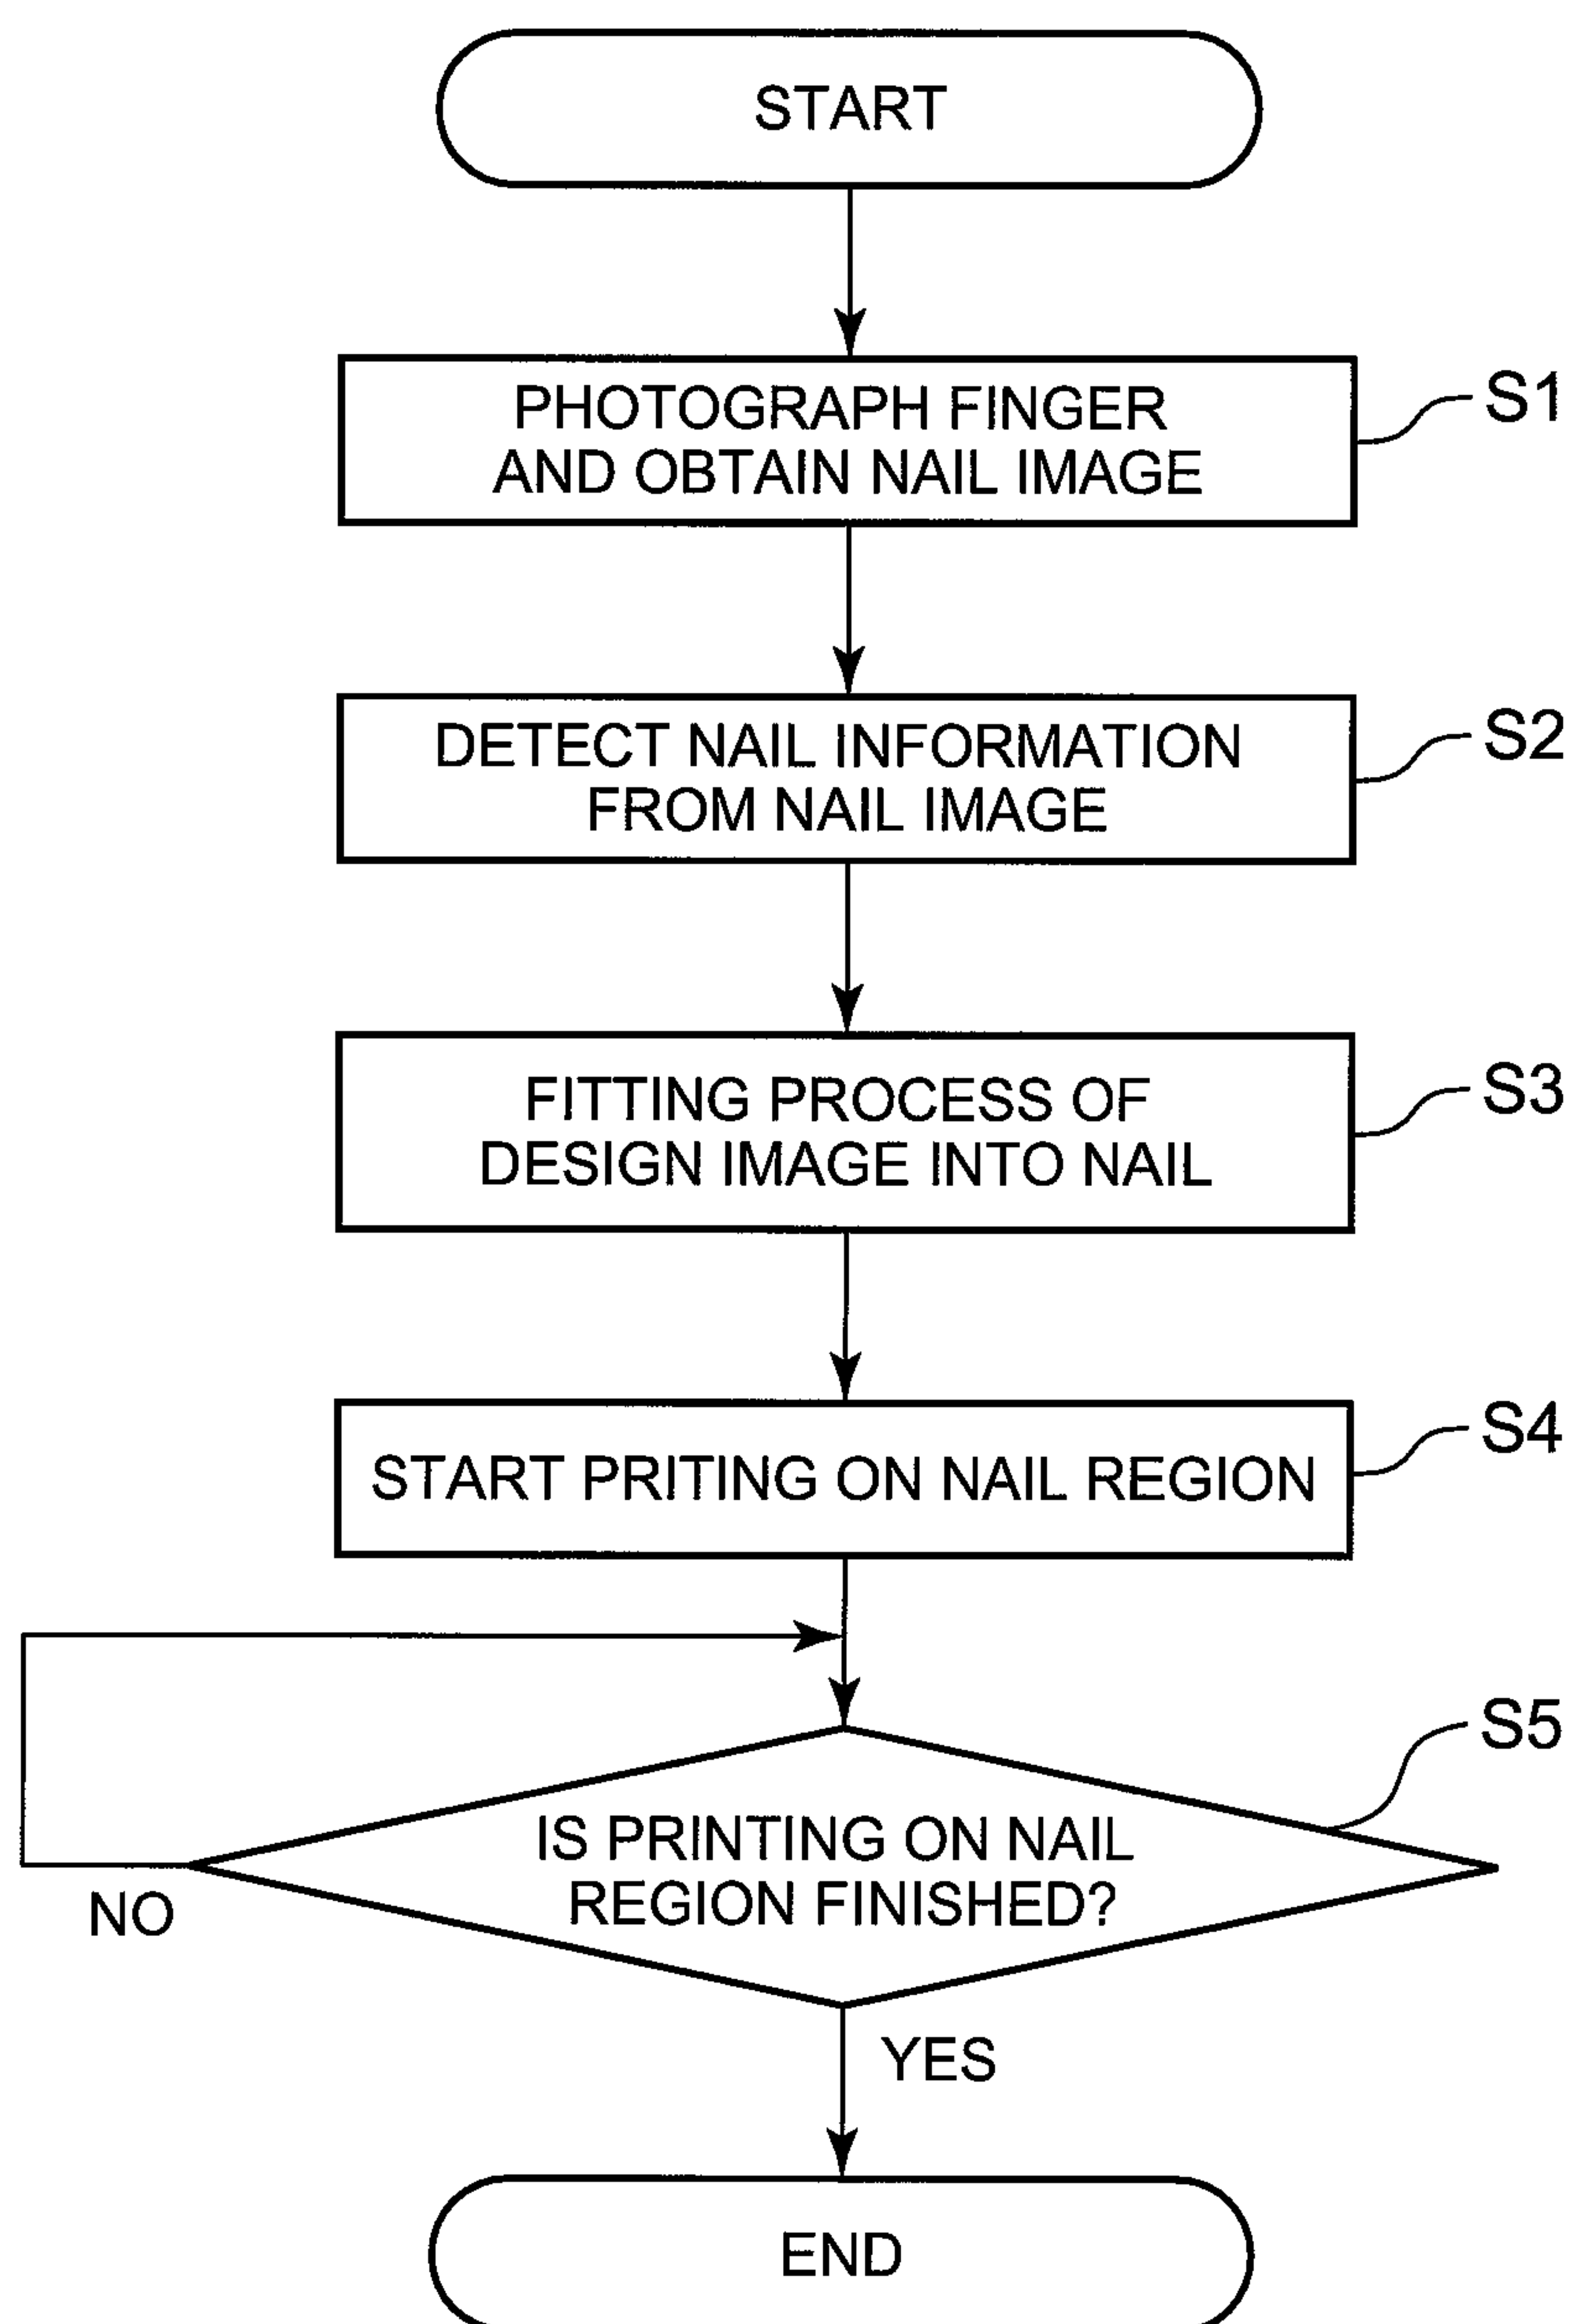 START
PHOTOGRAPH FINGER
AND OBTAIN NAIL IMAGE
S1
DETECT NAIL INFORMATION
FROM NAIL IMAGE
S2
FITTING PROCESS OF
DESIGN IMAGE INTO NAIL
S3
START PRITING ON NAIL REGION
S4
S5
IS PRINTING ON NAIL
REGION FINISHED?
NO
YES
END